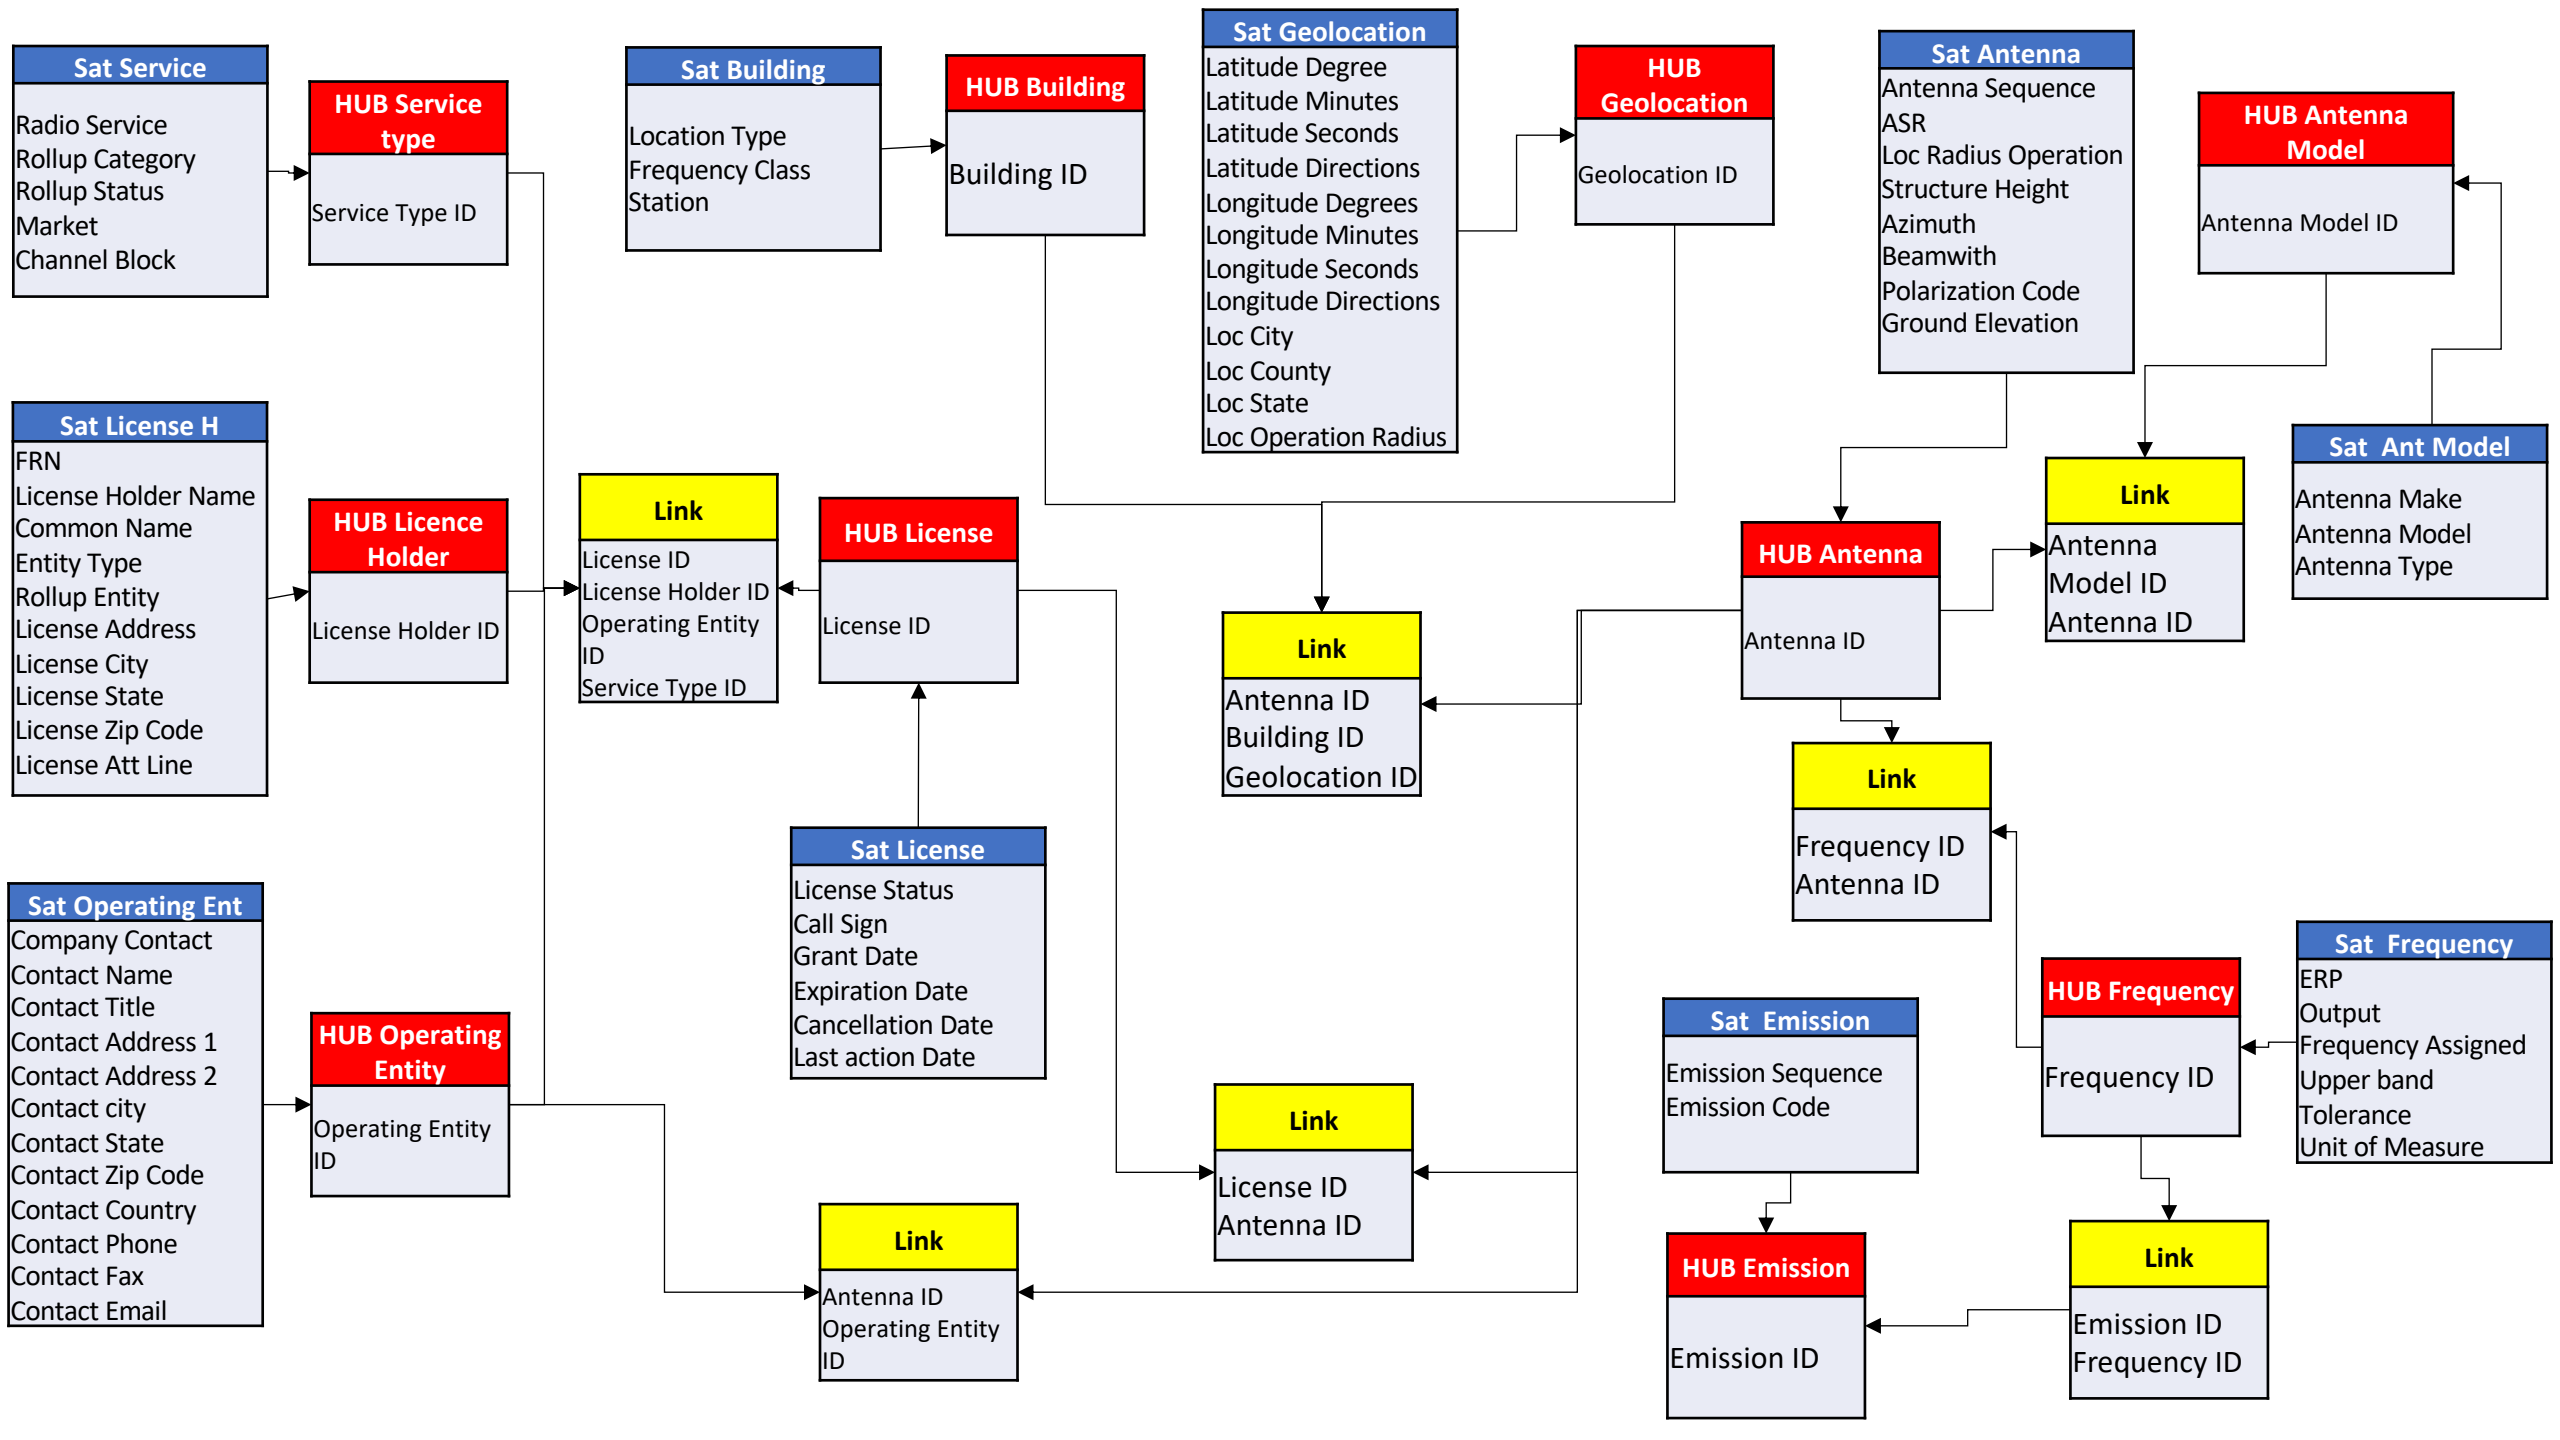 Sat Service
Radio Service
Rollup Category
Rollup Status
Market
Channel Block
HUB Service
type
Service Type ID
Sat Building
Location Type
Frequency Class
Station
HUB Building
Building ID
Sat Geolocation
Latitude Degree
Latitude Minutes
Latitude Seconds
Latitude Directions
Longitude Degrees
Longitude Minutes
Longitude Seconds
Longitude Directions
Loc City
Loc County
Loc State
Loc Operation Radius
HUB
Geolocation
Geolocation ID
Sat Antenna
Antenna Sequence
ASR
Loc Radius Operation
Structure Height
Azimuth
Beamwith
Polarization Code
Ground Elevation
HUB Antenna
Model
Antenna Model ID
Sat License H
FRN
License Holder Name
Common Name
Entity Type
Rollup Entity
License Address
License City
License State
License Zip Code
License Att Line
HUB Licence
Holder
License Holder ID
Link
License ID
License Holder ID
Operating Entity
ID
Service Type ID
HUB License
License ID
Link
Antenna ID
Building ID
Geolocation ID
HUB Antenna
Antenna ID
Link
Antenna
Model ID
Antenna ID
Sat Ant Model
Antenna Make
Antenna Model
Antenna Type
Link
Frequency ID
Antenna ID
Sat Operating Ent
Company Contact
Contact Name
Contact Title
Contact Address 1
Contact Address 2
Contact city
Contact State
Contact Zip Code
Contact Country
Contact Phone
Contact Fax
Contact Email
HUB Operating
Entity
Operating Entity
ID
Sat License
License Status
Call Sign
Grant Date
Expiration Date
Cancellation Date
Last action Date
Link
Antenna ID
Operating Entity
ID
Link
License ID
Antenna ID
Sat Emission
Emission Sequence
Emission Code
HUB Emission
Emission ID
HUB Frequency
Frequency ID
Sat Frequency
ERP
Output
Frequency Assigned
Upper band
Tolerance
Unit of Measure
Link
Emission ID
Frequency ID